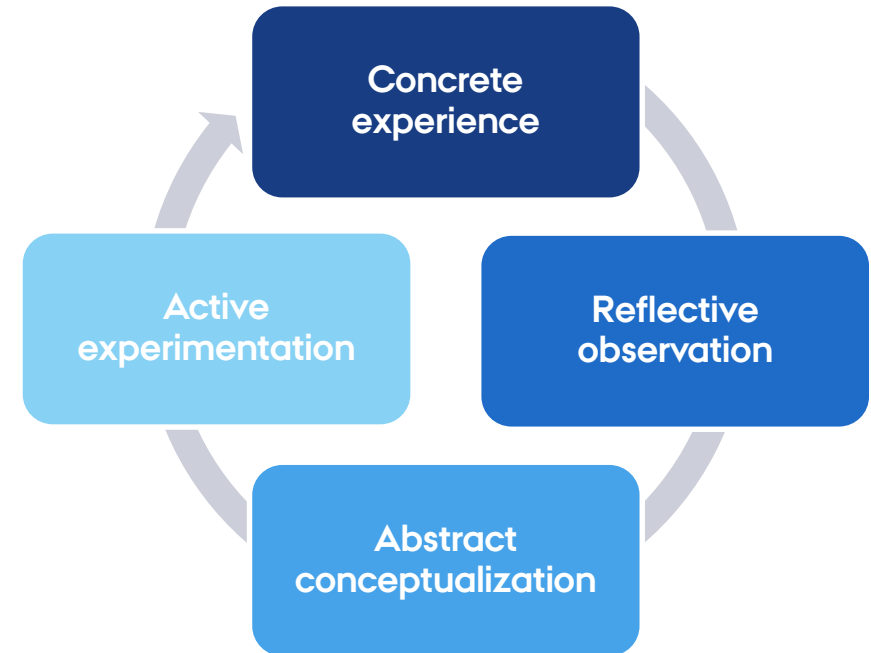 Concrete
experience
Reflective
observation
Abstract
conceptualization
Active
experimentation